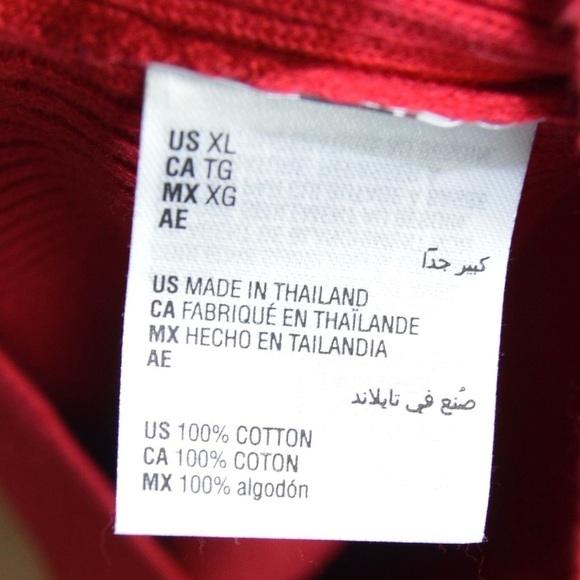 US XL
CA TG
MX XG
AE
كبير جدًا
US MADE IN THAILAND
CA FABRIQUÉ EN THAÏLANDE
MX HECHO EN TAILANDIA
AE
صُنع في تايلاند
US 100% COTTON
CA 100% COTON
MX 100% algodón